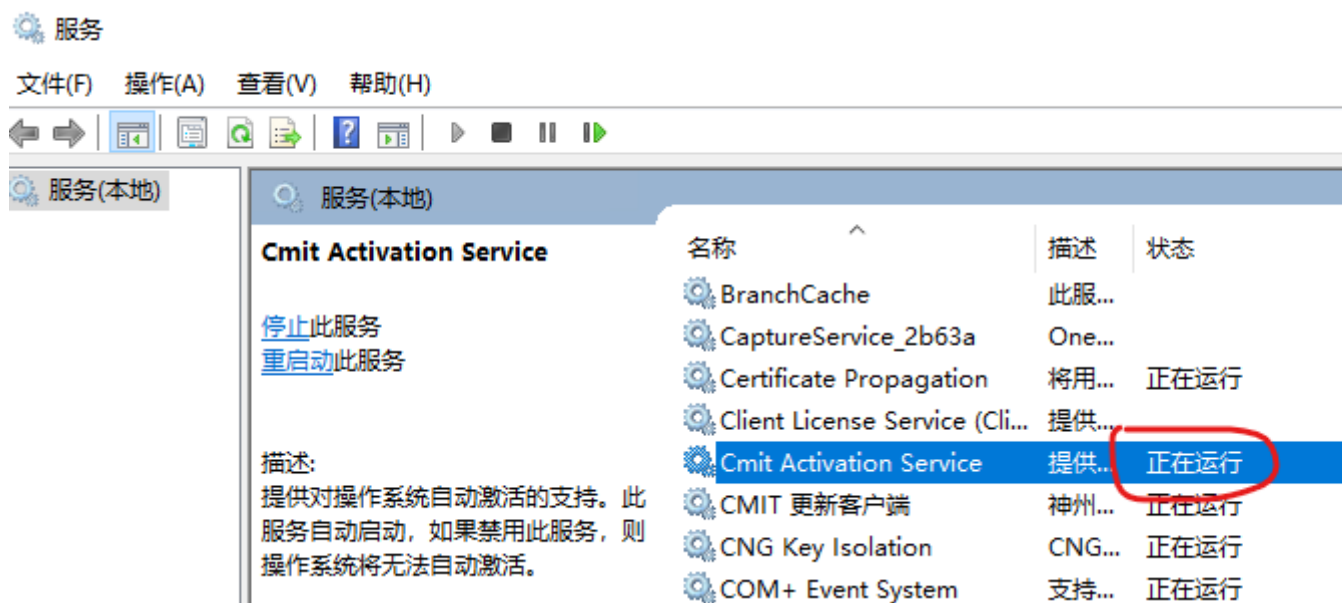 服务
文件(F) 操作(A) 查看(V) 帮助(H)
服务(本地)
服务(本地)
Cmit Activation Service
停止此服务
重启动此服务
描述:
提供对操作系统自动激活的支持。此
服务自动启动，如果禁用此服务，则
操作系统将无法自动激活。
名称 描述 状态
BranchCache 此服...
CaptureService_2b63a One...
Certificate Propagation 将用... 正在运行
Client License Service (Cli... 提供...
Cmit Activation Service 提供... 正在运行
CMIT 更新客户端 神州... 正在运行
CNG Key Isolation CNG... 正在运行
COM+ Event System 支持... 正在运行